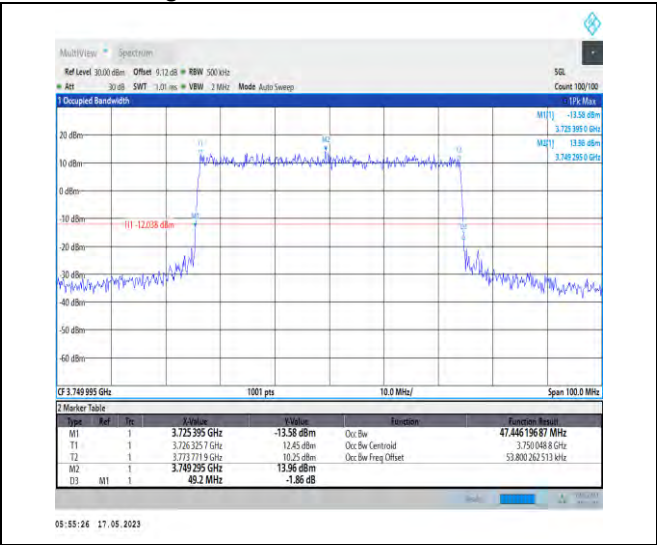 MultiView Spectrum
Ref Level 30.00 dBm Offset 9.12 dB RBW 500 kHz SGL
Att 30 dB SWT 1.01 ms VBW 2 MHz Mode Auto Sweep Count 100/100
1 Occupied Bandwidth 1Pk Max
M1[1] -13.58 dBm
3.725 395 0 GHz
M2[1] 13.96 dBm
3.749 295 0 GHz
20 dBm
T1 M2 T2
10 dBm
0 dBm
-10 dBm
M1
H1 -12.038 dBm
D3
-20 dBm
-30 dBm
-40 dBm
-50 dBm
-60 dBm
CF 3.749 995 GHz 1001 pts 10.0 MHz/ Span 100.0 MHz
2 Marker Table
Type Ref Trc X-Value Y-Value Function Function Result
M1 1 3.725 395 GHz -13.58 dBm Occ Bw 47.446 196 87 MHz
T1 1 3.726 325 7 GHz 12.45 dBm Occ Bw Centroid 3.750 048 8 GHz
T2 1 3.773 771 9 GHz 10.25 dBm Occ Bw Freq Offset 53.800 262 513 kHz
M2 1 3.749 295 GHz 13.96 dBm
D3 M1 1 49.2 MHz -1.86 dB
05:55:26 17.05.2023